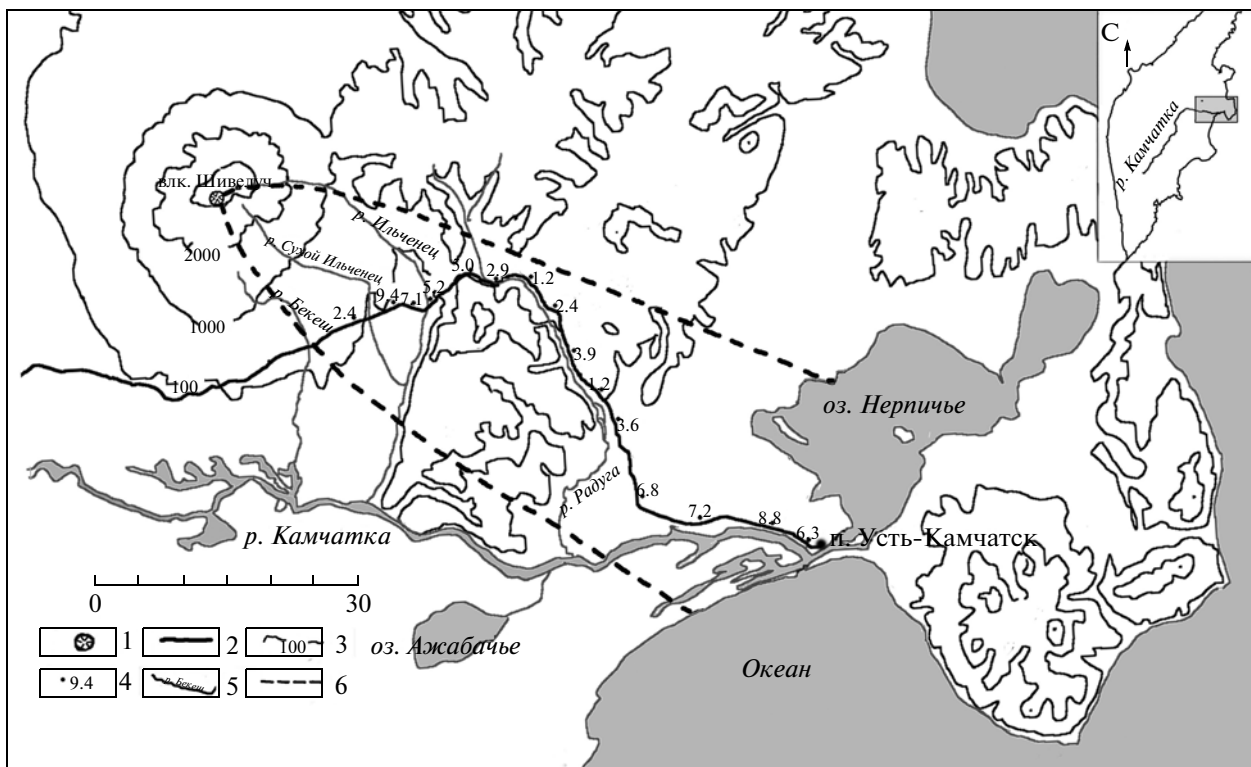 С
р. Камчатка
влк. Шивелуч
р. Ильченец
р. Сухой Ильченец
2000
р. Бекеш
1000
100
2.4
9.4
7.1
5.2
5.0
2.9
1.2
2.4
3.9
1.2
3.6
6.8
7.2
8.8
6.3
оз. Нерпичье
р. Радуга
п. Усть-Камчатск
р. Камчатка
0 30
оз. Ажабачье
Океан
1 2 100 3
9.4 4 р. Бекеш 5 6